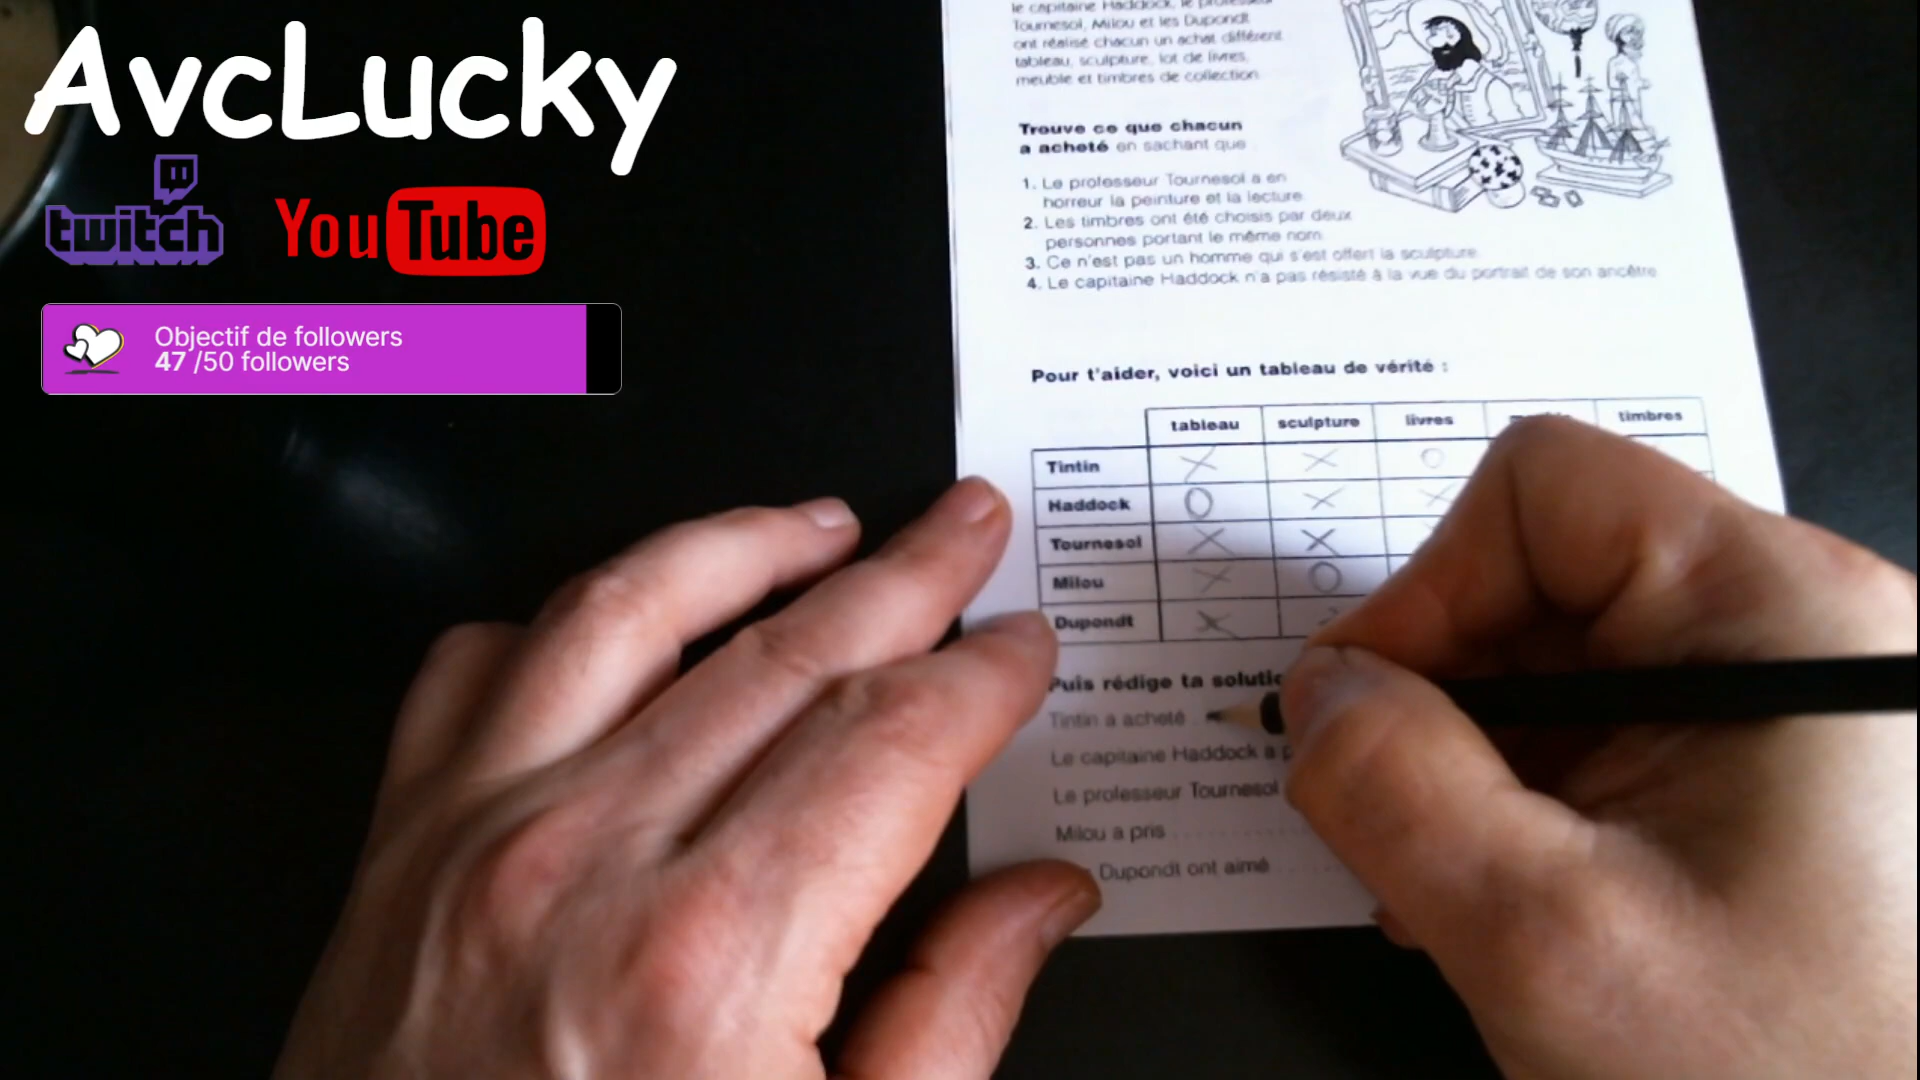 AvcLucky
twitch
YouTube
Objectif de followers
47 /50 followers
le capitaine Haddock, le professeur
Tournesol, Milou et les Dupondt
ont réalisé chacun un achat différent
tableau, sculpture, lot de livres,
meuble et timbres de collection
Trouve ce que chacun
a acheté en sachant que
1. Le professeur Tournesol a en
horreur la peinture et la lecture
2. Les timbres ont été choisis par deux
personnes portant le même nom
3. Ce n'est pas un homme qui s'est offert la sculpture
4. Le capitaine Haddock n'a pas résisté à la vue du portrait de son ancêtre
Pour t'aider, voici un tableau de vérité :
tableau sculpture livres timbres
Tintin X X O
Haddock O X X
Tournesol X X
Milou X O
Dupondt X
Puis rédige ta
Tintin a acheté
Le capitaine Haddock a
Le professeur Tournesol
Milou a pris
Dupondt ont aimé